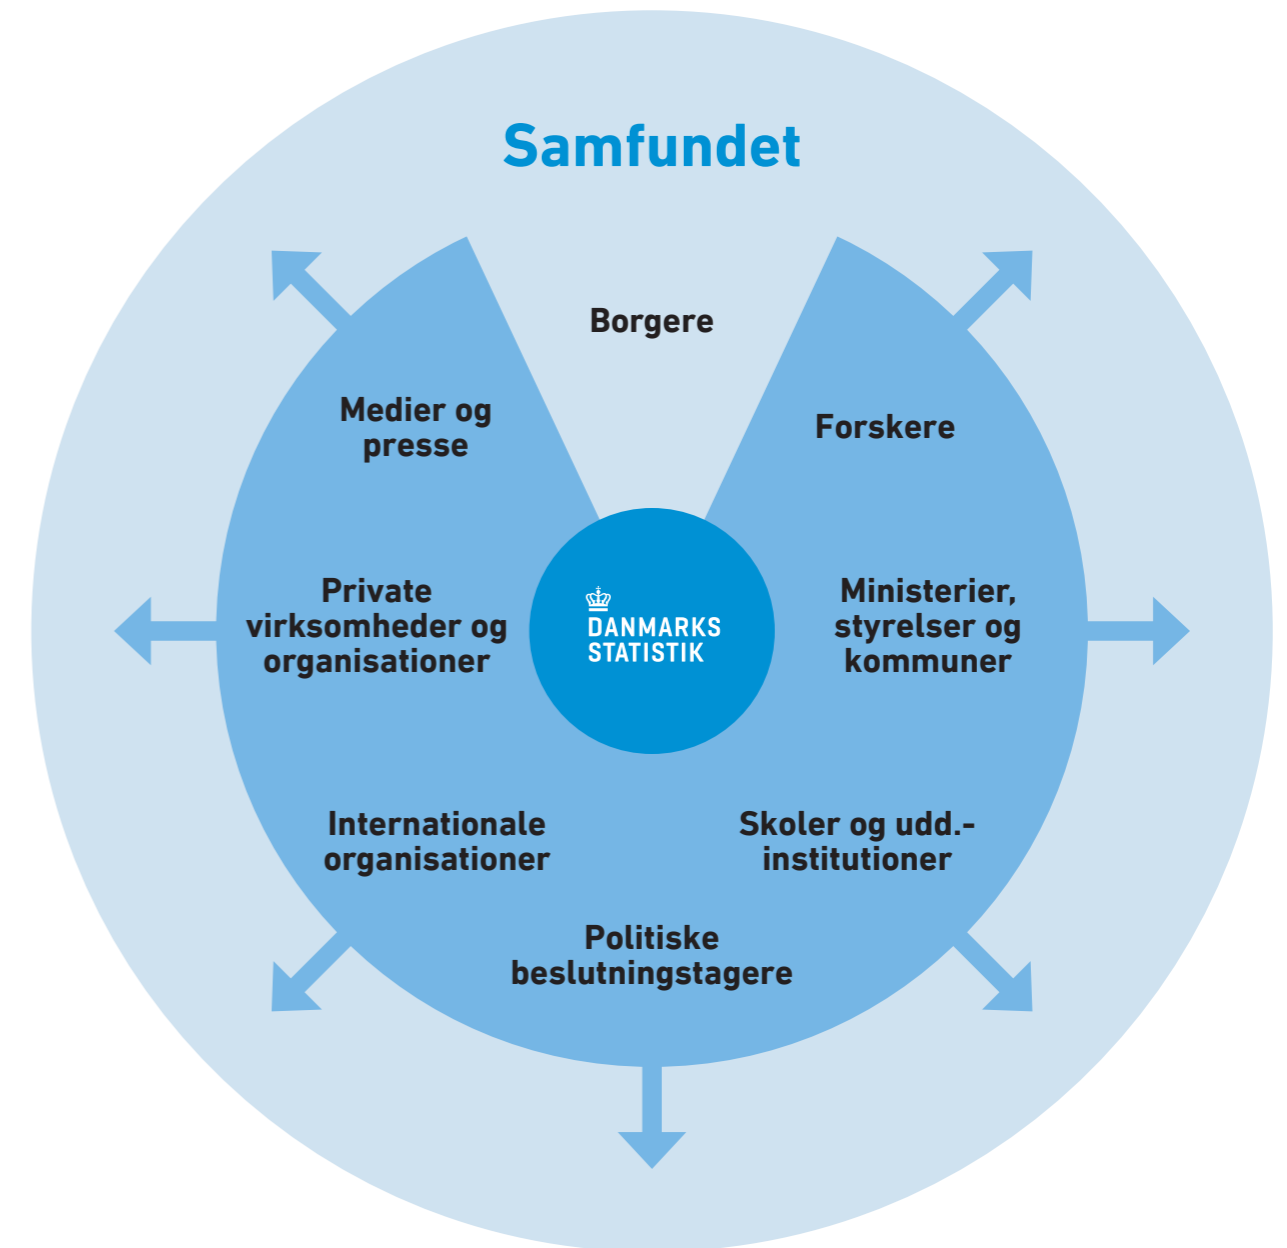 Samfundet
Borgere
Medier og
presse
Forskere
Private
virksomheder og
organisationer
DANMARKS
STATISTIK
Ministerier,
styrelser og
kommuner
Internationale
organisationer
Skoler og udd.-
institutioner
Politiske
beslutningstagere